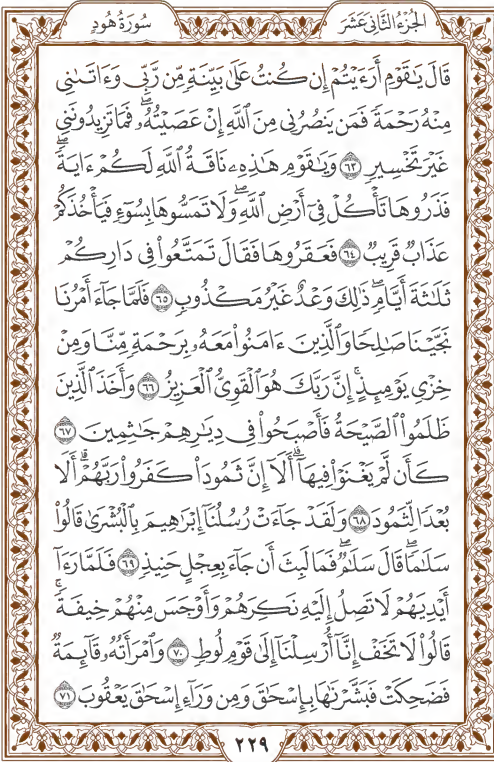 الجُزْءُ الثَّانِي عَشَرَ
سُورَةُ هُودٍ
قَالَ يَٰقَوْمِ أَرَءَيْتُمْ إِن كُنتُ عَلَىٰ بَيِّنَةٍ مِّن رَّبِّي وَءَاتَىٰنِي
مِنْهُ رَحْمَةً فَمَن يَنصُرُنِي مِنَ ٱللَّهِ إِنْ عَصَيْتُهُۥۖ فَمَا تَزِيدُونَنِي
غَيْرَ تَخْسِيرٍ ٦٣ وَيَٰقَوْمِ هَٰذِهِۦ نَاقَةُ ٱللَّهِ لَكُمْ ءَايَةًۖ
فَذَرُوهَا تَأْكُلْ فِيٓ أَرْضِ ٱللَّهِۖ وَلَا تَمَسُّوهَا بِسُوٓءٍ فَيَأْخُذَكُمْ
عَذَابٌ قَرِيبٌ ٦٤ فَعَقَرُوهَا فَقَالَ تَمَتَّعُوا۟ فِي دَارِكُمْ
ثَلَٰثَةَ أَيَّامٍۖ ذَٰلِكَ وَعْدٌ غَيْرُ مَكْذُوبٍ ٦٥ فَلَمَّا جَآءَ أَمْرُنَا
نَجَّيْنَا صَٰلِحًا وَٱلَّذِينَ ءَامَنُوا۟ مَعَهُۥ بِرَحْمَةٍ مِّنَّا وَمِنْ
خِزْيِ يَوْمِئِذٍۗ إِنَّ رَبَّكَ هُوَ ٱلْقَوِيُّ ٱلْعَزِيزُ ٦٦ وَأَخَذَ ٱلَّذِينَ
ظَلَمُوا۟ ٱلصَّيْحَةُ فَأَصْبَحُوا۟ فِي دِيَٰرِهِمْ جَٰثِمِينَ ٦٧
كَأَن لَّمْ يَغْنَوْا۟ فِيهَآۗ أَلَآ إِنَّ ثَمُودَا۟ كَفَرُوا۟ رَبَّهُمْۗ أَلَا
بُعْدًا لِّثَمُودَ ٦٨ وَلَقَدْ جَآءَتْ رُسُلُنَآ إِبْرَٰهِيمَ بِٱلْبُشْرَىٰ قَالُوا۟
سَلَٰمًاۖ قَالَ سَلَٰمٌۖ فَمَا لَبِثَ أَن جَآءَ بِعِجْلٍ حَنِيذٍ ٦٩ فَلَمَّا رَءَآ
أَيْدِيَهُمْ لَا تَصِلُ إِلَيْهِ نَكِرَهُمْ وَأَوْجَسَ مِنْهُمْ خِيفَةًۚ
قَالُوا۟ لَا تَخَفْ إِنَّآ أُرْسِلْنَآ إِلَىٰ قَوْمِ لُوطٍ ٧٠ وَٱمْرَأَتُهُۥ قَآئِمَةٌ
فَضَحِكَتْ فَبَشَّرْنَٰهَا بِإِسْحَٰقَ وَمِن وَرَآءِ إِسْحَٰقَ يَعْقُوبَ ٧١
٢٢٩